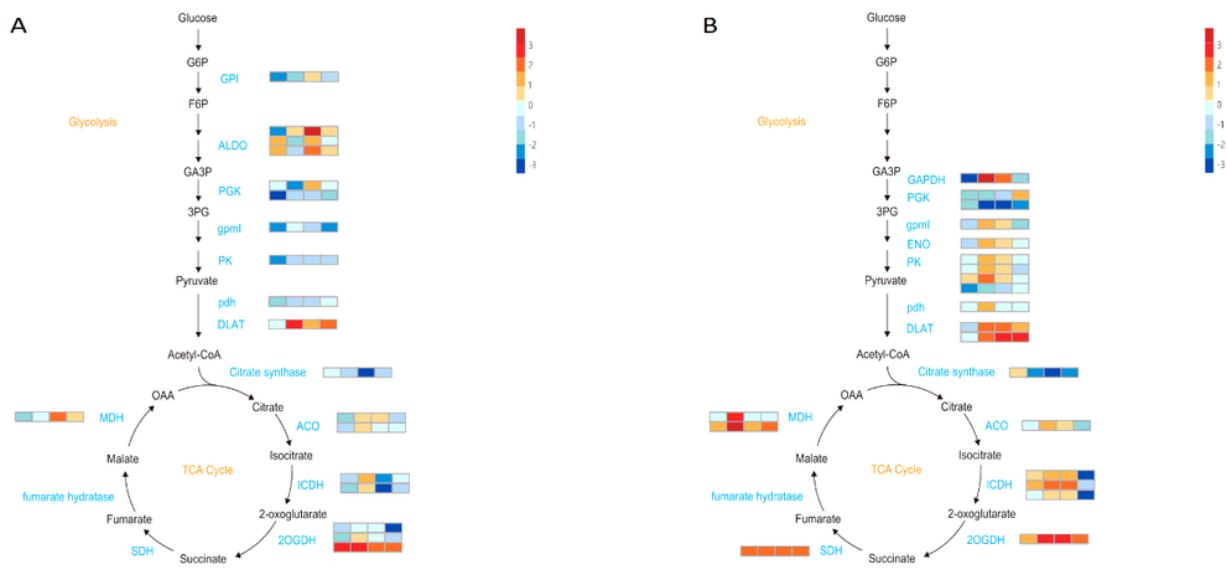 A
Glucose
G6P
GPI
F6P
Glycolysis
ALDO
GA3P
PGK
3PG
gpmI
PK
Pyruvate
pdh
DLAT
Acetyl-CoA
Citrate synthase
OAA
Citrate
MDH
ACO
Malate
Isocitrate
TCA Cycle
ICDH
fumarate hydratase
2-oxoglutarate
Fumarate
2OGDH
SDH
Succinate
3
2
1
0
-1
-2
-3
B
Glucose
G6P
F6P
Glycolysis
GA3P
GAPDH
PGK
3PG
gpmI
ENO
PK
Pyruvate
pdh
DLAT
Acetyl-CoA
Citrate synthase
OAA
Citrate
MDH
ACO
Malate
Isocitrate
TCA Cycle
ICDH
fumarate hydratase
2-oxoglutarate
Fumarate
2OGDH
SDH
Succinate
3
2
1
0
-1
-2
-3